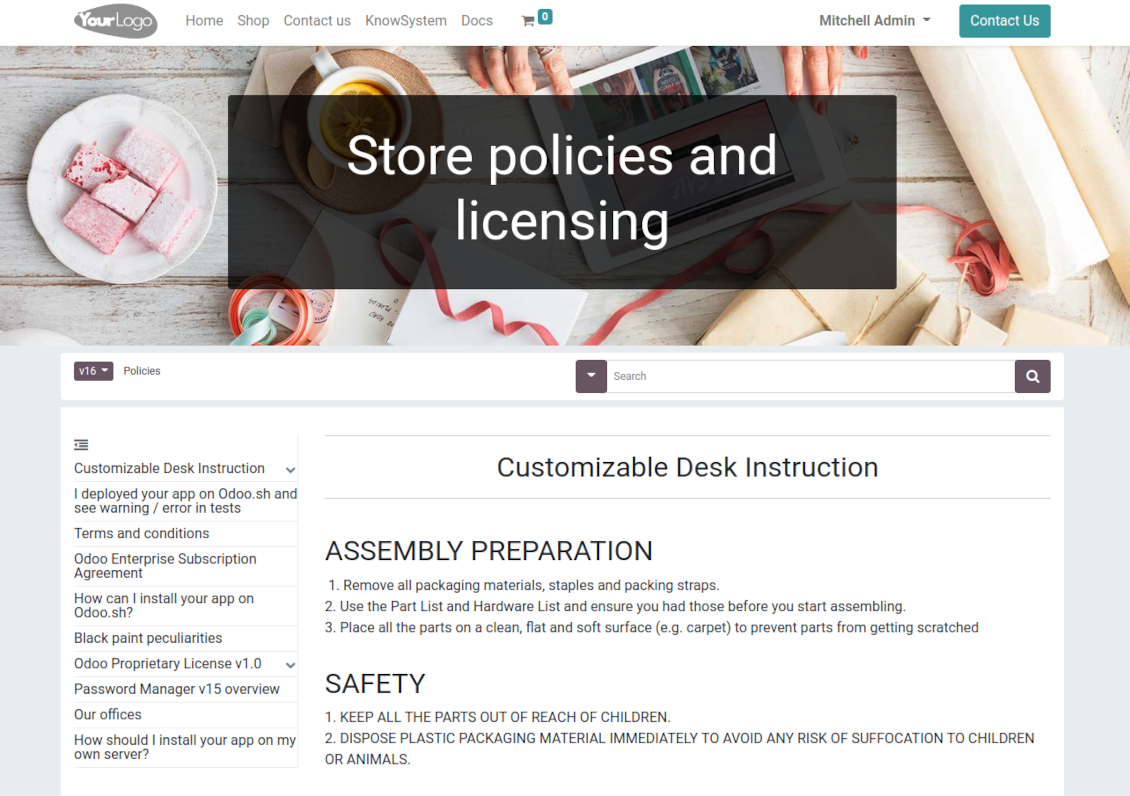 YourLogo
Home Shop Contact us KnowSystem Docs 0 Mitchell Admin Contact Us
Store policies and
licensing
v16 Policies Search
Customizable Desk Instruction
I deployed your app on Odoo.sh and
see warning / error in tests
Terms and conditions
Odoo Enterprise Subscription
Agreement
How can I install your app on
Odoo.sh?
Black paint peculiarities
Odoo Proprietary License v1.0
Password Manager v15 overview
Our offices
How should I install your app on my
own server?
Customizable Desk Instruction
ASSEMBLY PREPARATION
1. Remove all packaging materials, staples and packing straps.
2. Use the Part List and Hardware List and ensure you had those before you start assembling.
3. Place all the parts on a clean, flat and soft surface (e.g. carpet) to prevent parts from getting scratched
SAFETY
1. KEEP ALL THE PARTS OUT OF REACH OF CHILDREN.
2. DISPOSE PLASTIC PACKAGING MATERIAL IMMEDIATELY TO AVOID ANY RISK OF SUFFOCATION TO CHILDREN
OR ANIMALS.